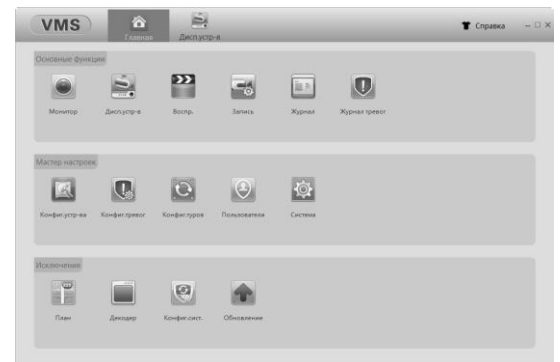 VMS
Главная
Дисп.устр-в
Справка
Основные функции
Монитор
Дисп.устр-в
Воспр.
Запись
Журнал
Журнал тревог
Мастер настроек
Конфиг.устр-ва
Конфиг.тревог
Конфиг.туров
Пользователи
Система
Исключения
План
Декодер
Конфиг.сист.
Обновление